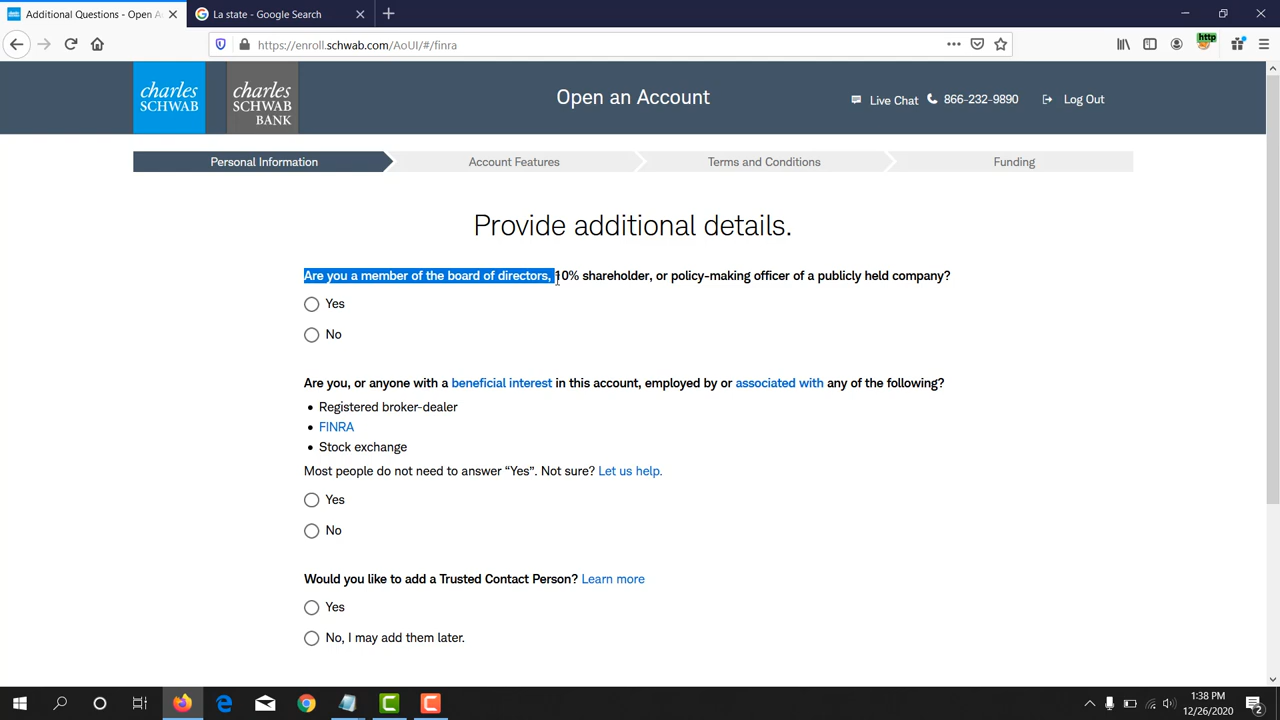 Additional Questions - Open A
La state - Google Search
https://enroll.schwab.com/AoUI/#/finra
http
charles SCHWAB
charles SCHWAB BANK
Open an Account
Live Chat
866-232-9890
Log Out
Personal Information
Account Features
Terms and Conditions
Funding
Provide additional details.
Are you a member of the board of directors, 10% shareholder, or policy-making officer of a publicly held company?
Yes
No
Are you, or anyone with a beneficial interest in this account, employed by or associated with any of the following?
• Registered broker-dealer
• FINRA
• Stock exchange
Most people do not need to answer “Yes”. Not sure? Let us help.
Yes
No
Would you like to add a Trusted Contact Person? Learn more
Yes
No, I may add them later.
1:38 PM
12/26/2020
2